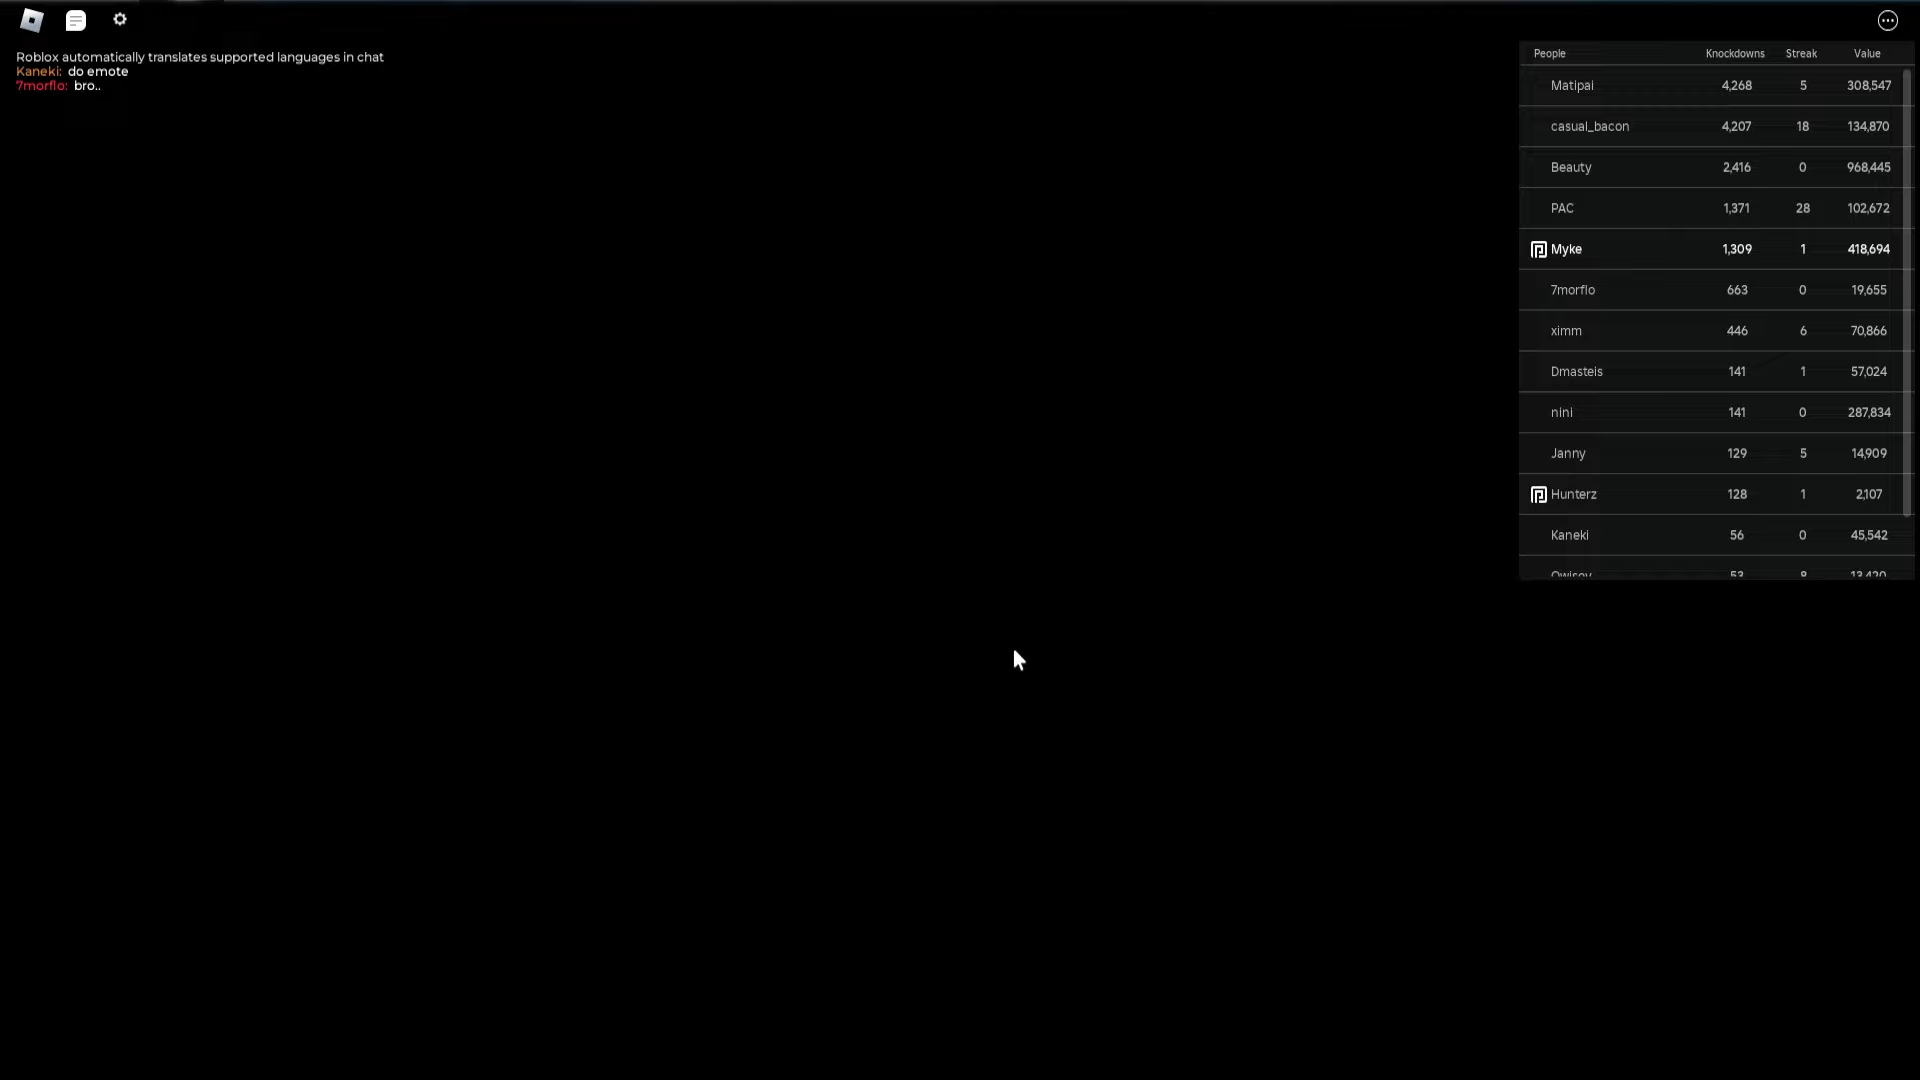 Roblox automatically translates supported languages in chat
Kaneki: do emote
7morflo: bro..
People Knockdowns Streak Value
Matipai 4,268 5 308,547
casual_bacon 4,207 18 134,870
Beauty 2,416 0 968,445
PAC 1,371 28 102,672
Myke 1,309 1 418,694
7morflo 663 0 19,655
ximm 446 6 70,866
Dmasteis 141 1 57,024
nini 141 0 287,834
Janny 129 5 14,909
Hunterz 128 1 2,107
Kaneki 56 0 45,542
53